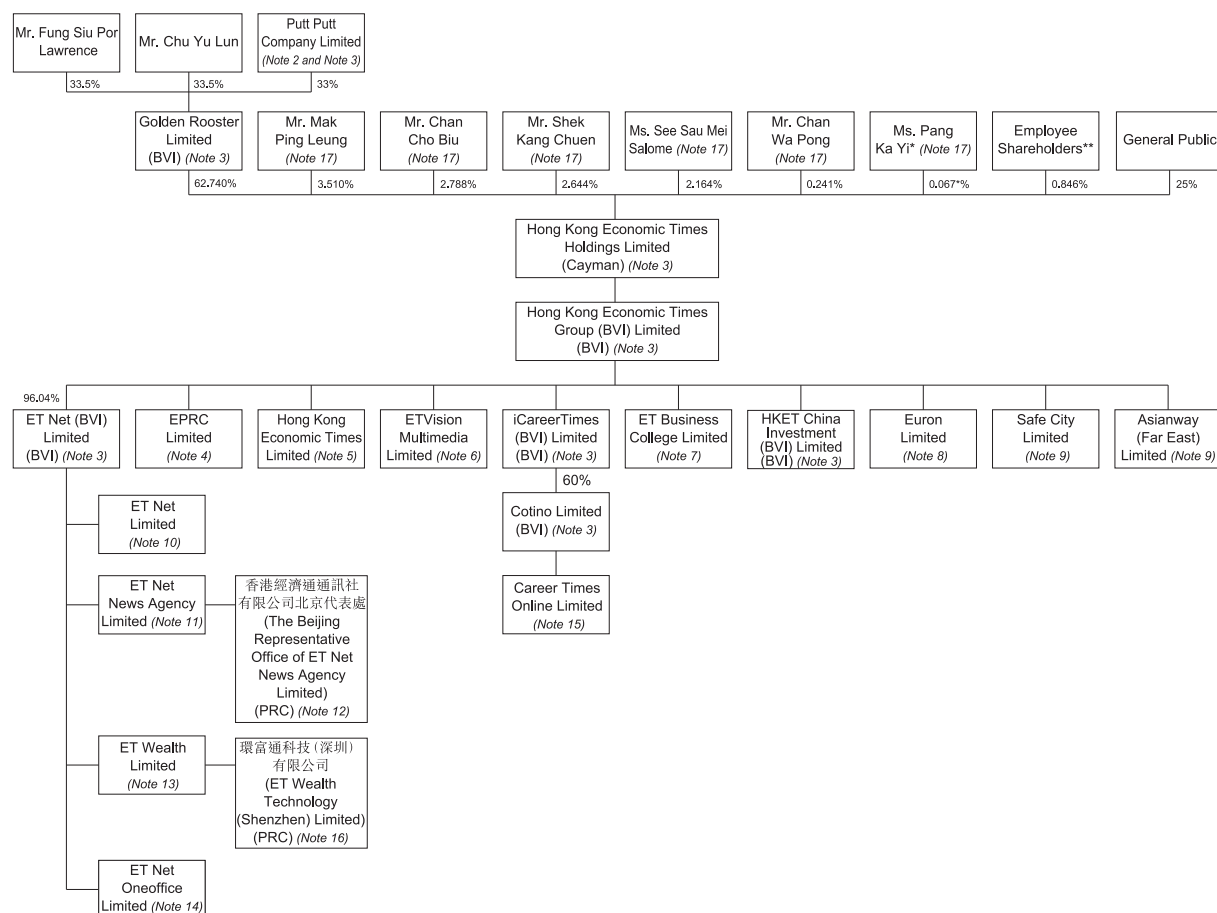 Mr. Fung Siu Por
Lawrence
Mr. Chu Yu Lun
Putt Putt
Company Limited
(Note 2 and Note 3)
33.5%
33.5%
33%
Golden Rooster
Limited
(BVI) (Note 3)
Mr. Mak
Ping Leung
(Note 17)
Mr. Chan
Cho Biu
(Note 17)
Mr. Shek
Kang Chuen
(Note 17)
Ms. See Sau Mei
Salome (Note 17)
Mr. Chan
Wa Pong
(Note 17)
Ms. Pang
Ka Yi* (Note 17)
Employee
Shareholders**
General Public
62.740%
3.510%
2.788%
2.644%
2.164%
0.241%
0.067*%
0.846%
25%
Hong Kong Economic Times
Holdings Limited
(Cayman) (Note 3)
Hong Kong Economic Times
Group (BVI) Limited
(BVI) (Note 3)
96.04%
ET Net (BVI)
Limited
(BVI) (Note 3)
EPRC
Limited
(Note 4)
Hong Kong
Economic Times
Limited (Note 5)
ETVision
Multimedia
Limited (Note 6)
iCareerTimes
(BVI) Limited
(BVI) (Note 3)
ET Business
College Limited
(Note 7)
HKET China
Investment
(BVI) Limited
(BVI) (Note 3)
Euron
Limited
(Note 8)
Safe City
Limited
(Note 9)
Asianway
(Far East)
Limited (Note 9)
60%
ET Net
Limited
(Note 10)
Cotino Limited
(BVI) (Note 3)
ET Net
News Agency
Limited (Note 11)
香港經濟通通訊社
有限公司北京代表處
(The Beijing
Representative
Office of ET Net
News Agency
Limited)
(PRC) (Note 12)
Career Times
Online Limited
(Note 15)
ET Wealth
Limited
(Note 13)
環富通科技(深圳)
有限公司
(ET Wealth
Technology
(Shenzhen) Limited)
(PRC) (Note 16)
ET Net
Oneoffice
Limited (Note 14)